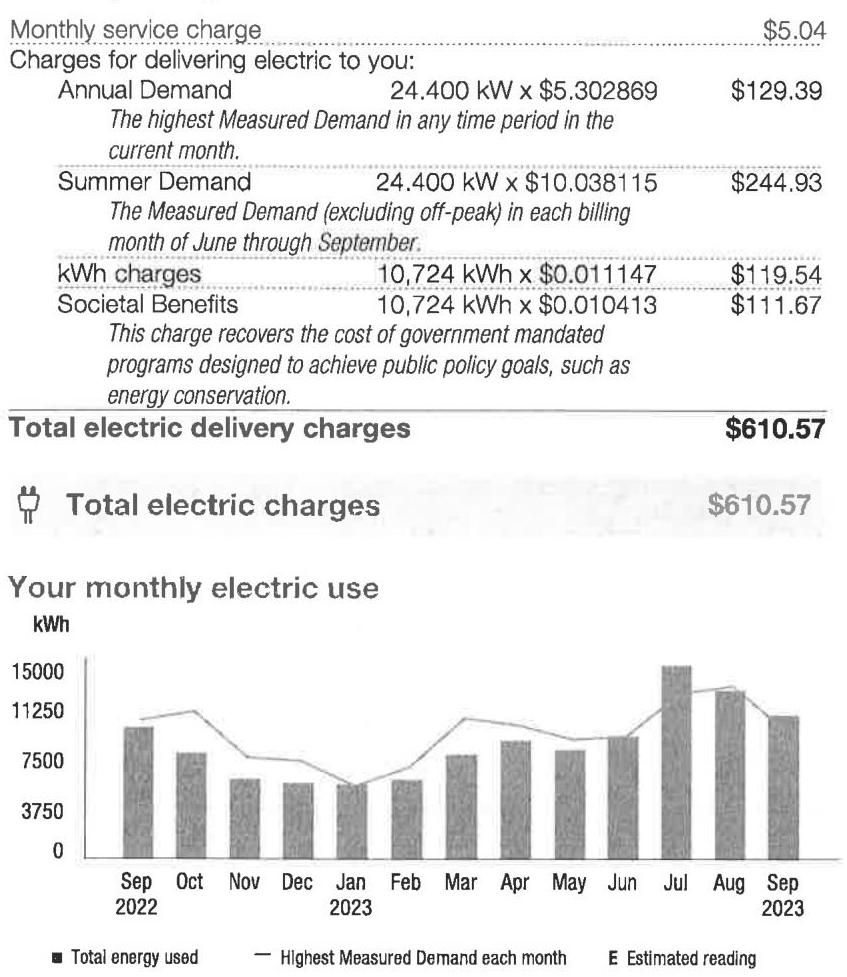 Monthly service charge $5.04
Charges for delivering electric to you:
Annual Demand 24.400 kW x $5.302869 $129.39
The highest Measured Demand in any time period in the
current month.
Summer Demand 24.400 kW x $10.038115 $244.93
The Measured Demand (excluding off-peak) in each billing
month of June through September.
kWh charges 10,724 kWh x $0.011147 $119.54
Societal Benefits 10,724 kWh x $0.010413 $111.67
This charge recovers the cost of government mandated
programs designed to achieve public policy goals, such as
energy conservation.
Total electric delivery charges $610.57
Total electric charges $610.57
Your monthly electric use
kWh
15000
11250
7500
3750
0
Sep Oct Nov Dec Jan Feb Mar Apr May Jun Jul Aug Sep
2022 2023 2023
Total energy used Highest Measured Demand each month E Estimated reading